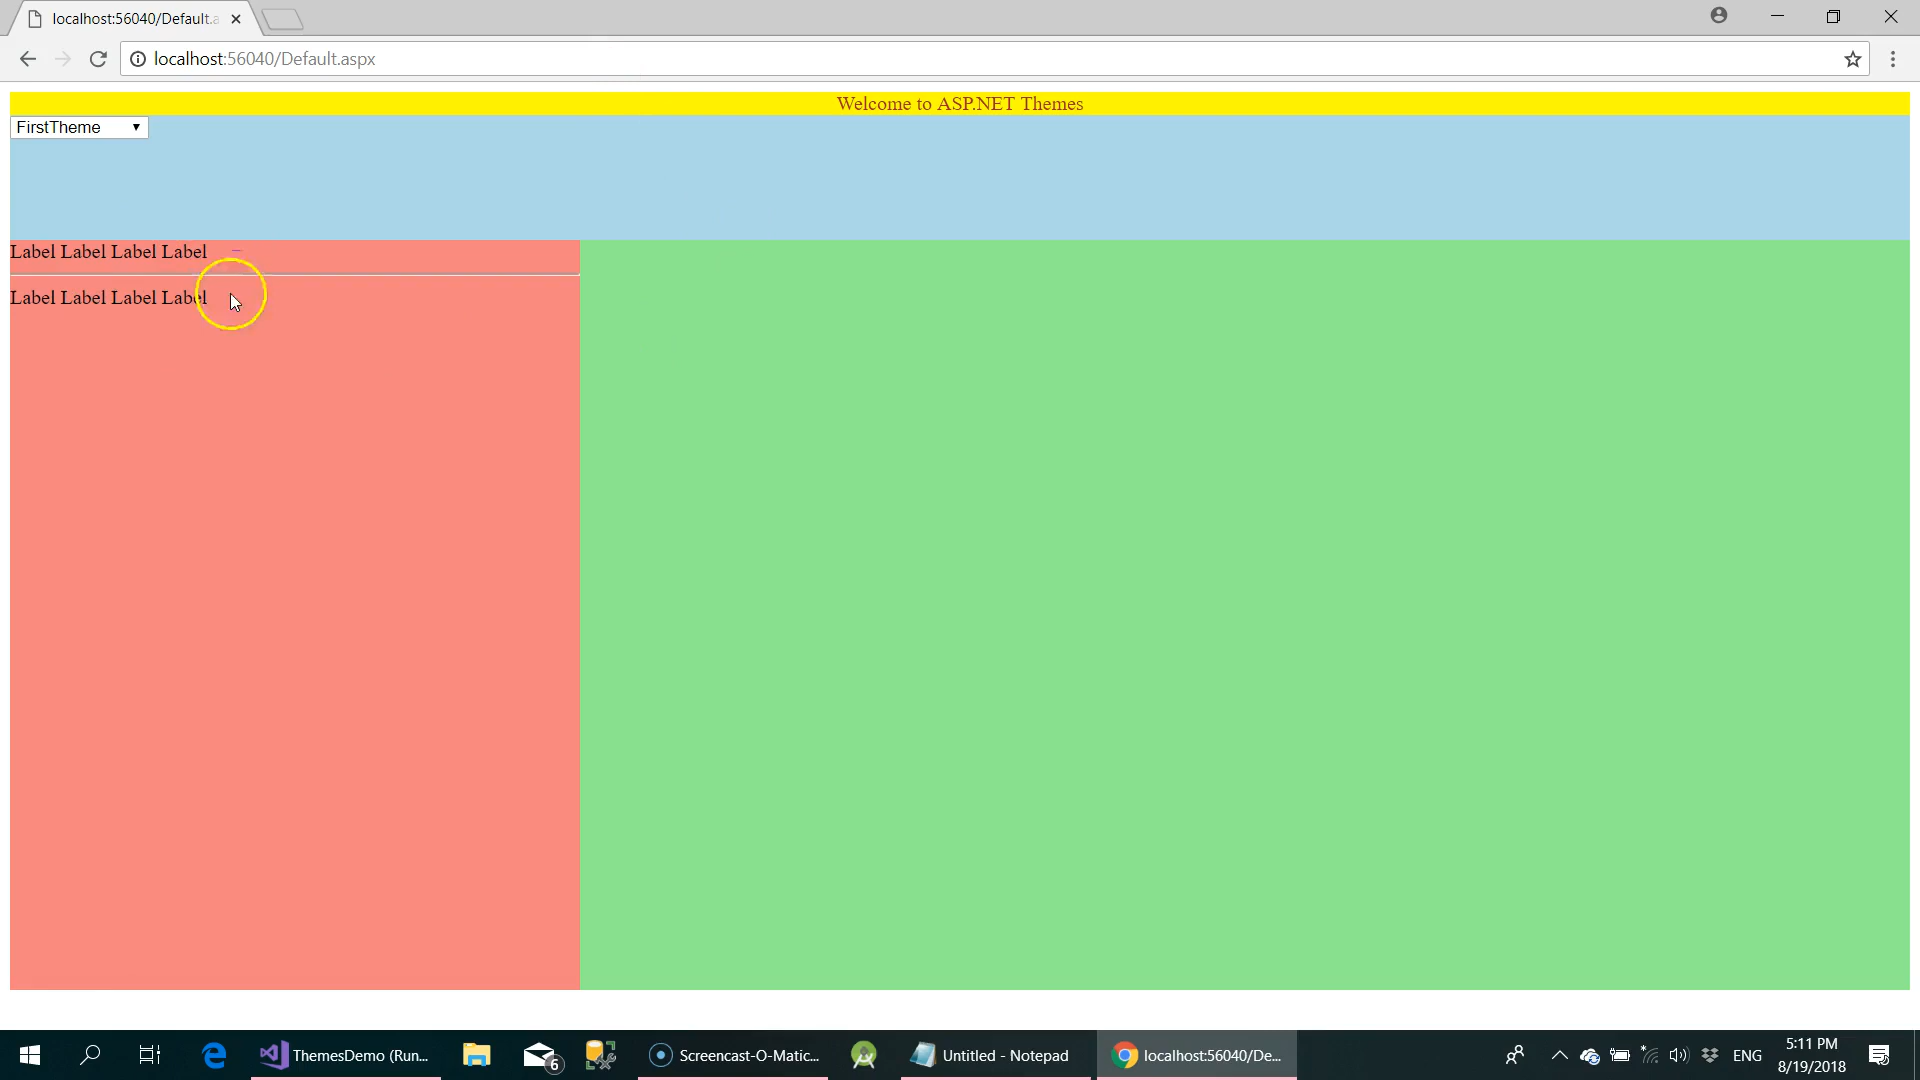 localhost:56040/Default.a
localhost:56040/Default.aspx
Welcome to ASP.NET Themes
FirstTheme
Label Label Label Label
Label Label Label Label
ThemesDemo (Run...
6
Screencast-O-Matic...
Untitled - Notepad
localhost:56040/De...
ENG
5:11 PM
8/19/2018